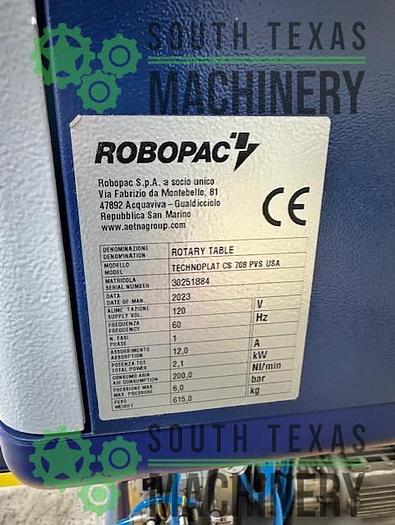 SOUTH TEXAS
MACHINERY
ROBOPAC
Robopac S.p.A. a socio unico
Via Fabrizio da Montebello, 81
47892 Acquaviva - Gualdicciolo
Repubblica San Marino
www.aetnagroup.com
CE
DENOMINAZIONE
DENOMINATION ROTARY TABLE
MODELLO
MODEL TECHNOPLAT CS 708 PVS USA
MATRICOLA
SERIAL NUMBER 30251884
DATA
DATE OF MAN. 2023
ALIMENTAZIONE
SUPPLY VOL. 120 V
FREQUENZA
FREQUENCY 60 Hz
N. FASI
PHASE 1
ASSORBIMENTO
ABSORPTION 12,0 A
POTENZA TOT.
TOTAL POWER 2,1 kW
CONSUMO ARIA
AIR CONSUMPTION 200,0 Nl/min
PRESSIONE MAX.
MAX. PRESSURE 6,0 bar
PESO
WEIGHT 615,0 kg
SOUTH TEXAS
MACHINERY